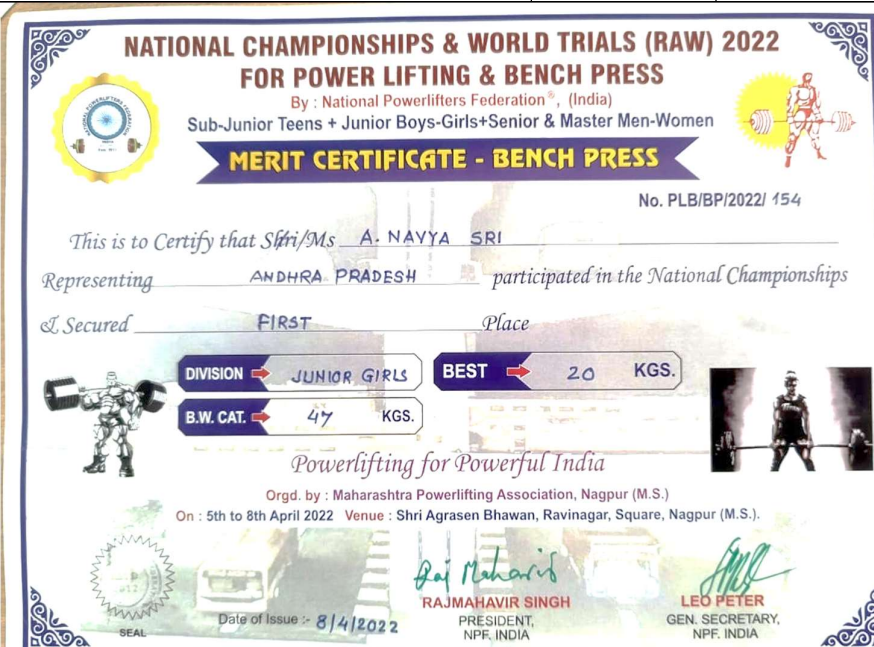 NATIONAL CHAMPIONSHIPS & WORLD TRIALS (RAW) 2022
FOR POWER LIFTING & BENCH PRESS
By : National Powerlifters Federation®, (India)
Sub-Junior Teens + Junior Boys-Girls+Senior & Master Men-Women
NATIONAL POWERLIFTERS FEDERATION
MERIT CERTIFICATE - BENCH PRESS
No. PLB/BP/2022/ 154
This is to Certify that Shri/Ms A. NAVYA SRI
Representing ANDHRA PRADESH participated in the National Championships
& Secured FIRST Place
DIVISION JUNIOR GIRLS BEST 20 KGS.
B.W. CAT. 47 KGS.
Powerlifting for Powerful India
Orgd. by : Maharashtra Powerlifting Association, Nagpur (M.S.)
On : 5th to 8th April 2022 Venue : Shri Agrasen Bhawan, Ravinagar, Square, Nagpur (M.S.).
Raj Mahavir
RAJMAHAVIR SINGH LEO PETER
Date of Issue :- 8/4/2022 PRESIDENT, GEN. SECRETARY,
SEAL NPF. INDIA NPF. INDIA